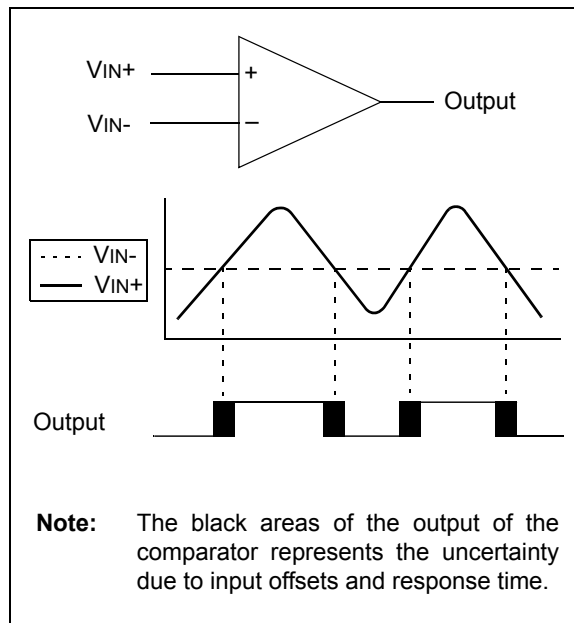 VIN+
+
Output
VIN-
–
VIN-
VIN+
Output
Note: The black areas of the output of the
comparator represents the uncertainty
due to input offsets and response time.